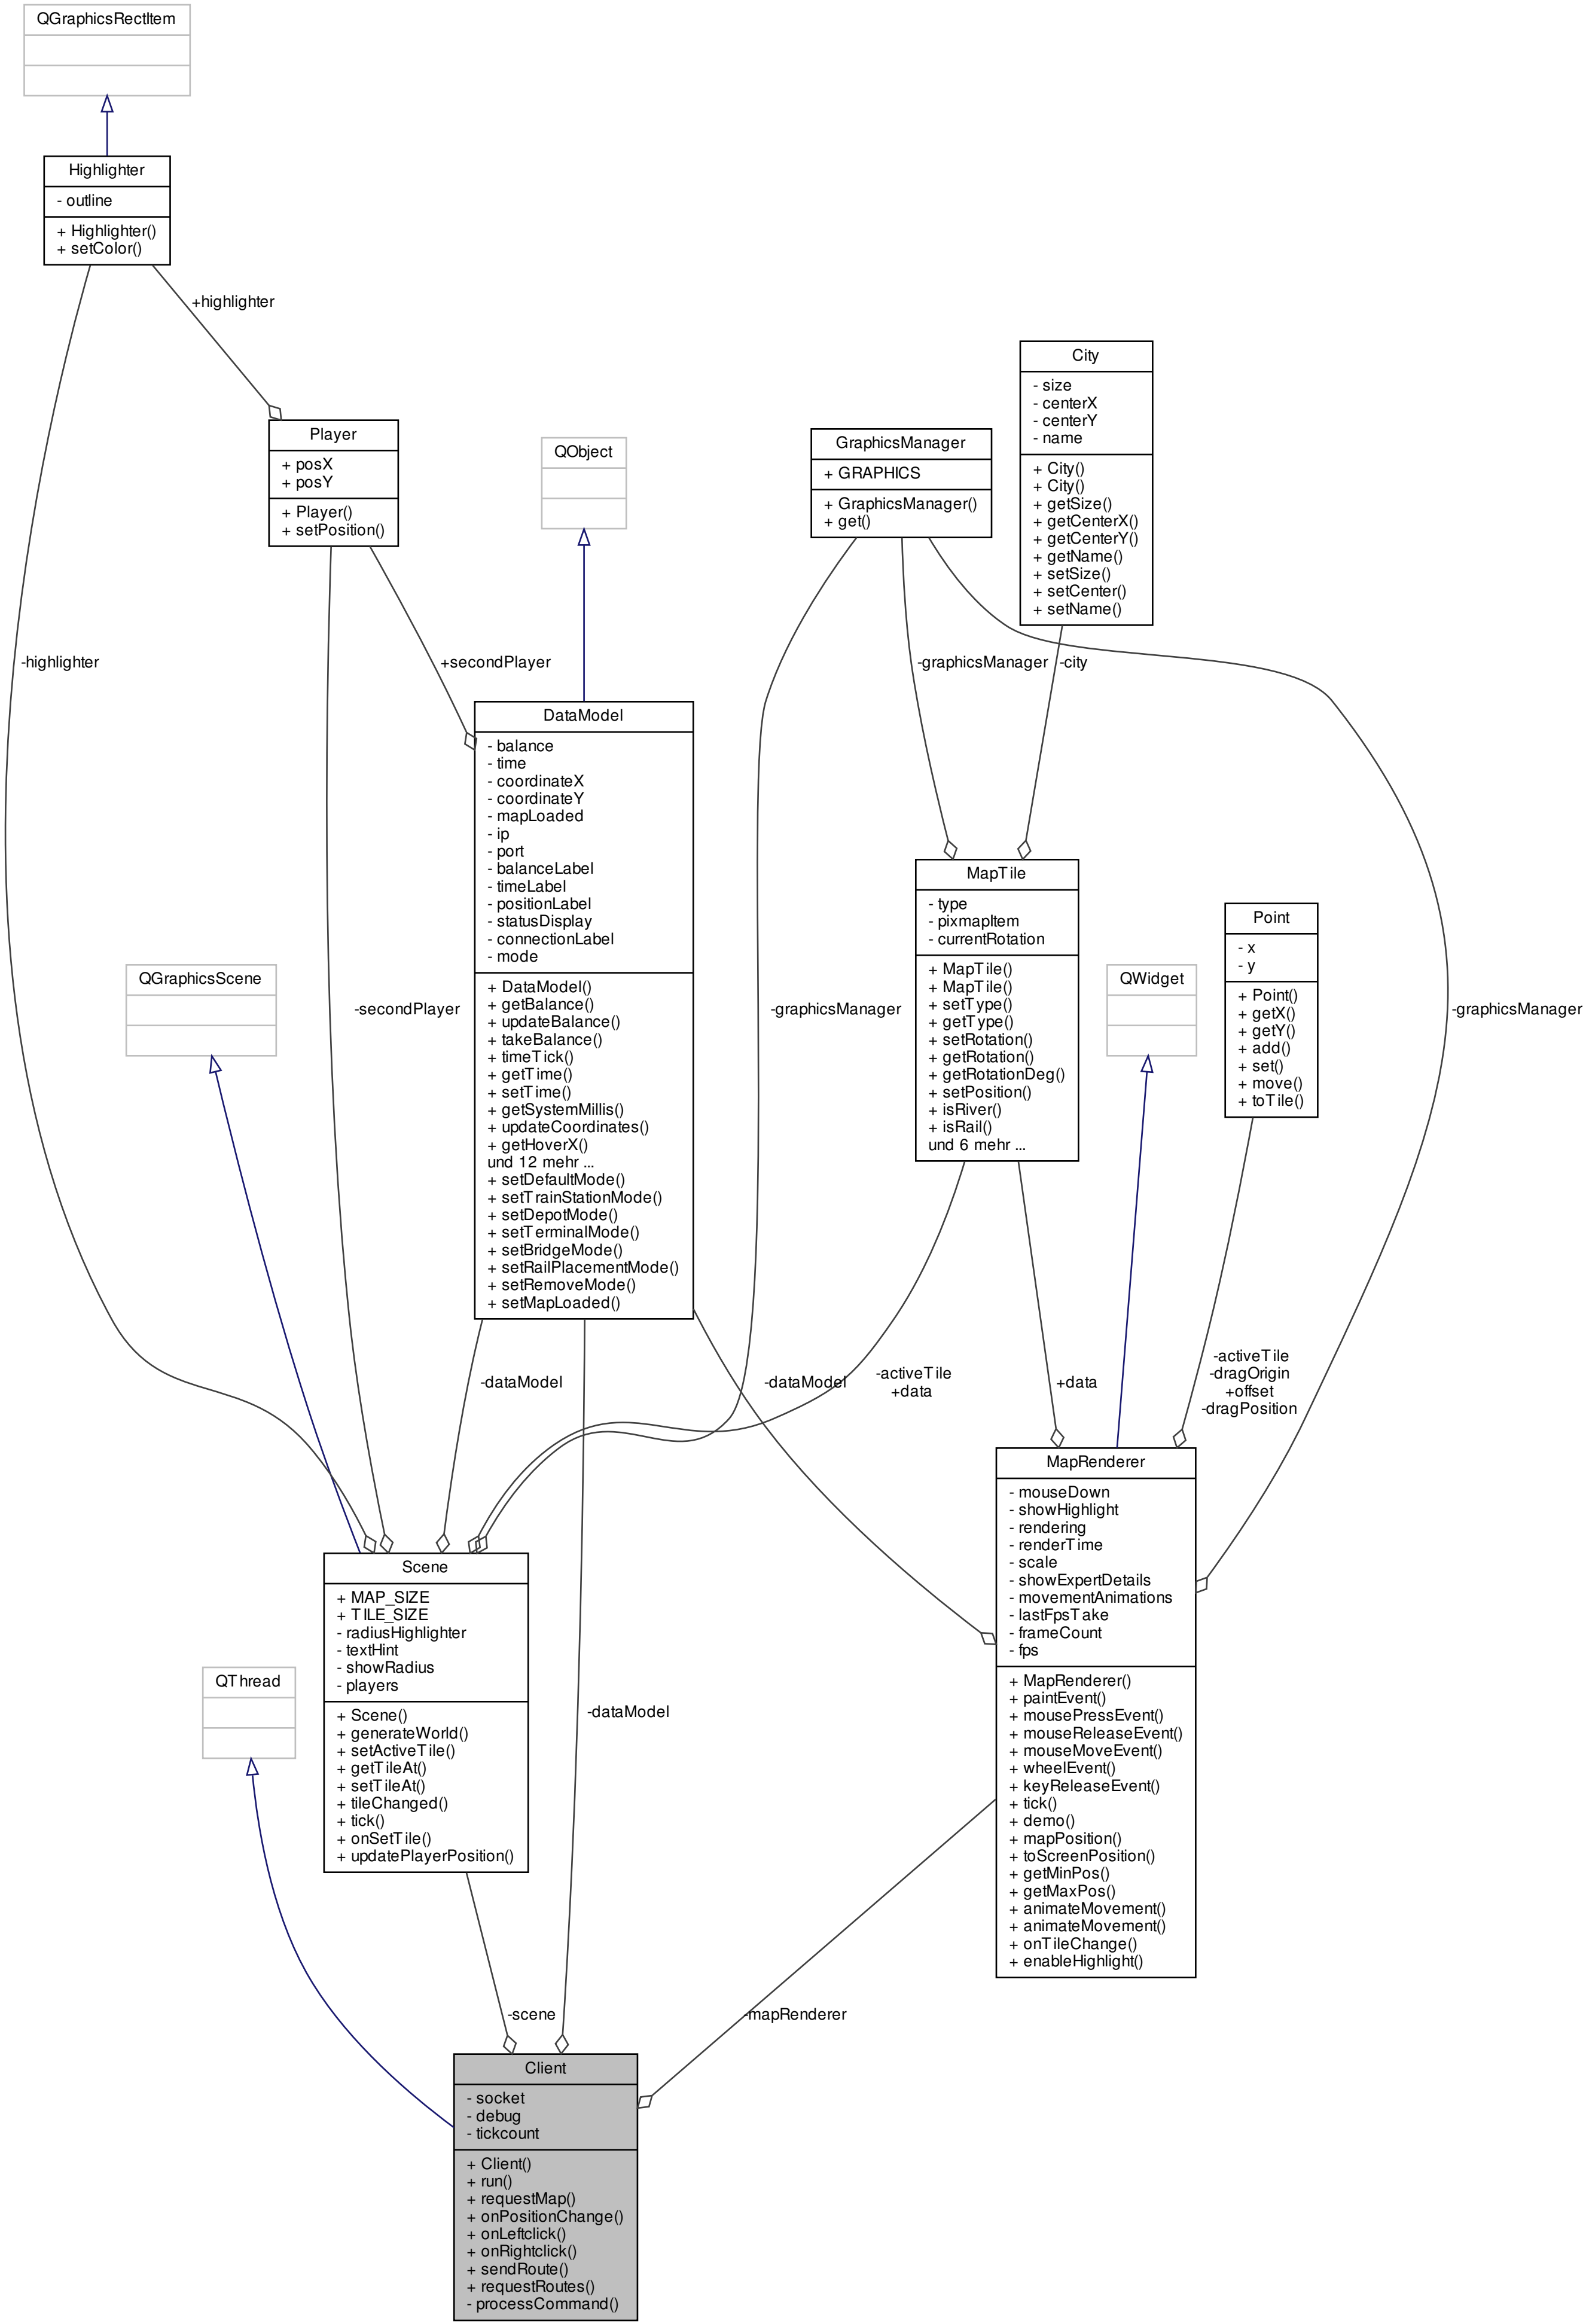 QGraphicsRectItem
Highlighter
- outline
+ Highlighter()
+ setColor()
+highlighter
-highlighter
Player
+ posX
+ posY
+ Player()
+ setPosition()
QObject
GraphicsManager
+ GRAPHICS
+ GraphicsManager()
+ get()
City
- size
- centerX
- centerY
- name
+ City()
+ City()
+ getSize()
+ getCenterX()
+ getCenterY()
+ getName()
+ setSize()
+ setCenter()
+ setName()
+secondPlayer
-graphicsManager
-city
DataModel
- balance
- time
- coordinateX
- coordinateY
- mapLoaded
- ip
- port
- balanceLabel
- timeLabel
- positionLabel
- statusDisplay
- connectionLabel
- mode
+ DataModel()
+ getBalance()
+ updateBalance()
+ takeBalance()
+ timeTick()
+ getTime()
+ setTime()
+ getSystemMillis()
+ updateCoordinates()
+ getHoverX()
und 12 mehr ...
+ setDefaultMode()
+ setTrainStationMode()
+ setDepotMode()
+ setTerminalMode()
+ setBridgeMode()
+ setRailPlacementMode()
+ setRemoveMode()
+ setMapLoaded()
MapTile
- type
- pixmapItem
- currentRotation
+ MapTile()
+ MapTile()
+ setType()
+ getType()
+ setRotation()
+ getRotation()
+ getRotationDeg()
+ setPosition()
+ isRiver()
+ isRail()
und 6 mehr ...
Point
- x
- y
+ Point()
+ getX()
+ getY()
+ add()
+ set()
+ move()
+ toTile()
QGraphicsScene
QWidget
-secondPlayer
-graphicsManager
-graphicsManager
-dataModel
-dataModel
-activeTile
+data
+data
-activeTile
-dragOrigin
+offset
-dragPosition
MapRenderer
- mouseDown
- showHighlight
- rendering
- renderTime
- scale
- showExpertDetails
- movementAnimations
- lastFpsTake
- frameCount
- fps
+ MapRenderer()
+ paintEvent()
+ mousePressEvent()
+ mouseReleaseEvent()
+ mouseMoveEvent()
+ wheelEvent()
+ keyReleaseEvent()
+ tick()
+ demo()
+ mapPosition()
+ toScreenPosition()
+ getMinPos()
+ getMaxPos()
+ animateMovement()
+ animateMovement()
+ onTileChange()
+ enableHighlight()
Scene
+ MAP_SIZE
+ TILE_SIZE
- radiusHighlighter
- textHint
- showRadius
- players
+ Scene()
+ generateWorld()
+ setActiveTile()
+ getTileAt()
+ setTileAt()
+ tileChanged()
+ tick()
+ onSetTile()
+ updatePlayerPosition()
QThread
-dataModel
-scene
-mapRenderer
Client
- socket
- debug
- tickcount
+ Client()
+ run()
+ requestMap()
+ onPositionChange()
+ onLeftclick()
+ onRightclick()
+ sendRoute()
+ requestRoutes()
- processCommand()